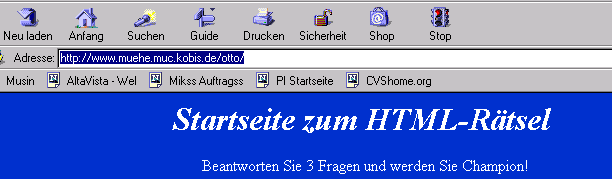 Neu laden Anfang Suchen Guide Drucken Sicherheit Shop Stop
Adresse: http://www.muehe.muc.kobis.de/otto/
Musin AltaVista - Wel Mikss Auftragss PI Startseite CVShome.org
Startseite zum HTML-Rätsel
Beantworten Sie 3 Fragen und werden Sie Champion!